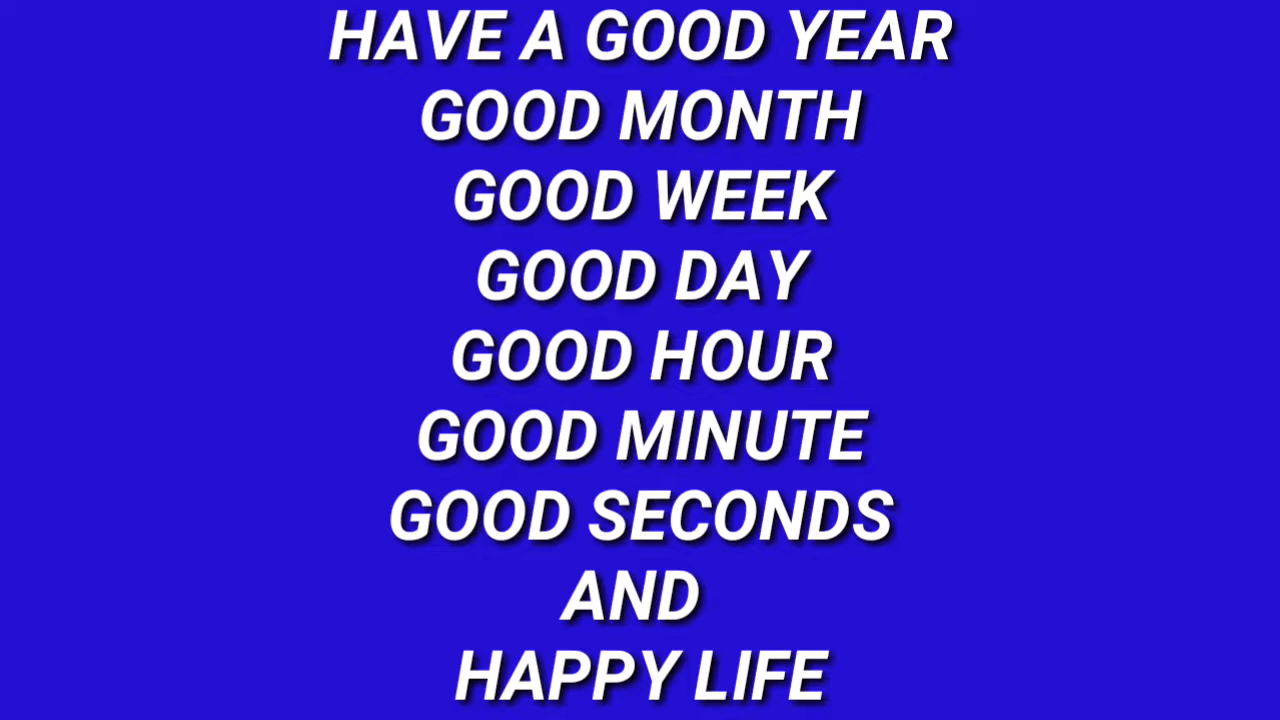 HAVE A GOOD YEAR
GOOD MONTH
GOOD WEEK
GOOD DAY
GOOD HOUR
GOOD MINUTE
GOOD SECONDS
AND
HAPPY LIFE